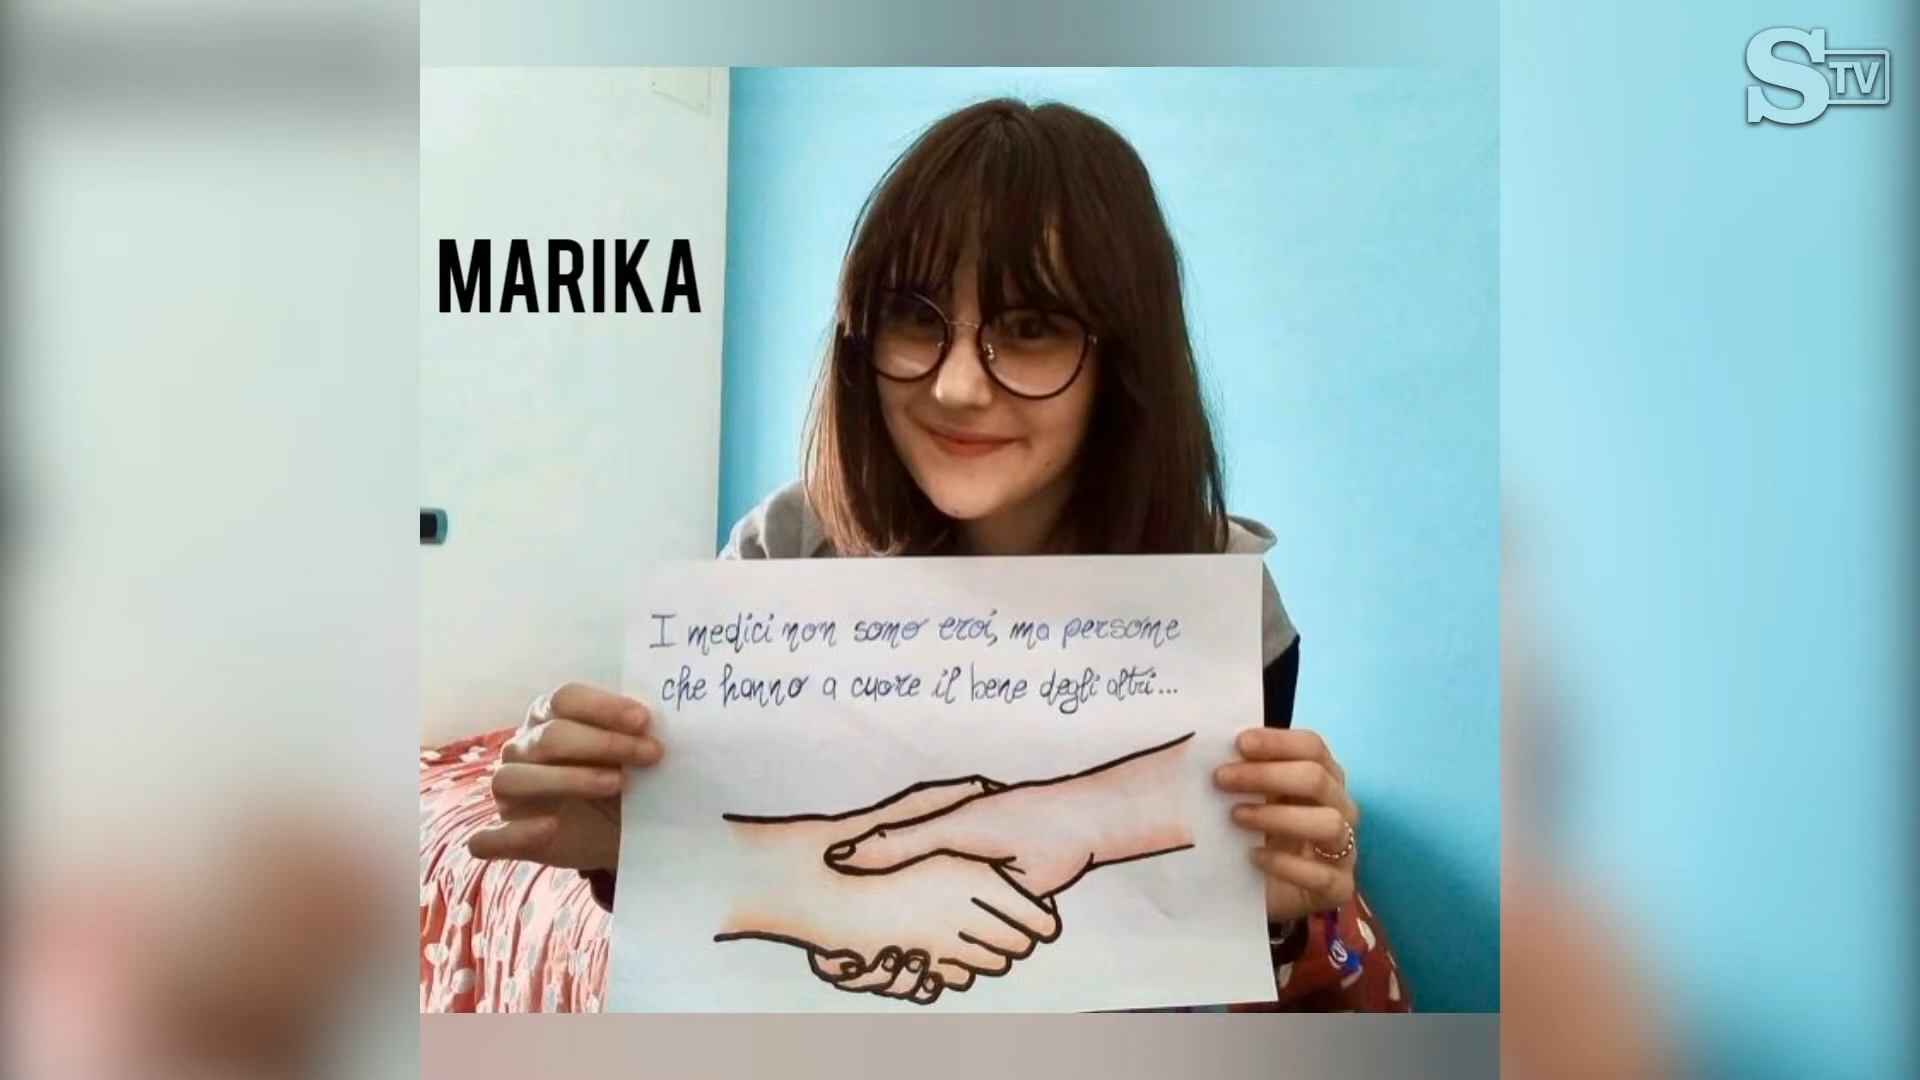 STV
MARIKA
I medici non sono eroi, ma persone
che hanno a cuore il bene degli altri...